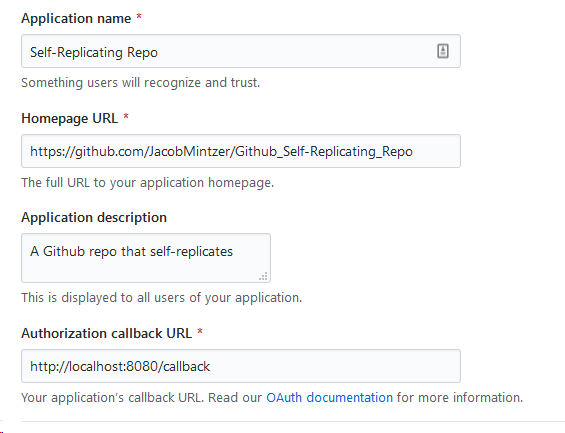 Application name *
Self-Replicating Repo
Something users will recognize and trust.
Homepage URL *
https://github.com/JacobMintzer/Github_Self-Replicating_Repo
The full URL to your application homepage.
Application description
A Github repo that self-replicates
This is displayed to all users of your application.
Authorization callback URL *
http://localhost:8080/callback
Your application's callback URL. Read our OAuth documentation for more information.